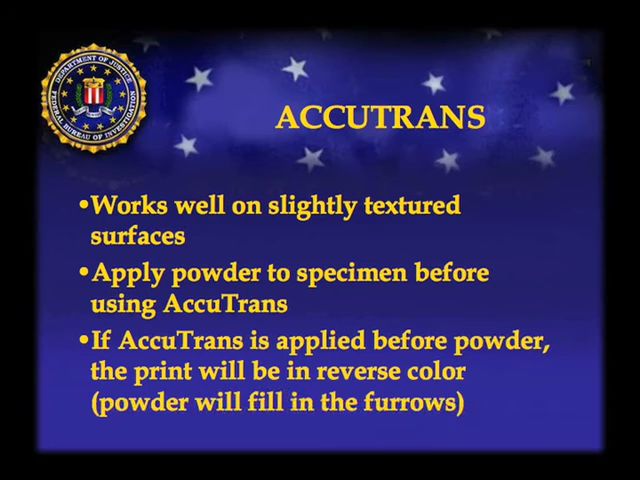 DEPARTMENT OF JUSTICE
FEDERAL BUREAU OF INVESTIGATION
ACCUTRANS
•Works well on slightly textured
surfaces
•Apply powder to specimen before
using AccuTrans
•If AccuTrans is applied before powder,
the print will be in reverse color
(powder will fill in the furrows)